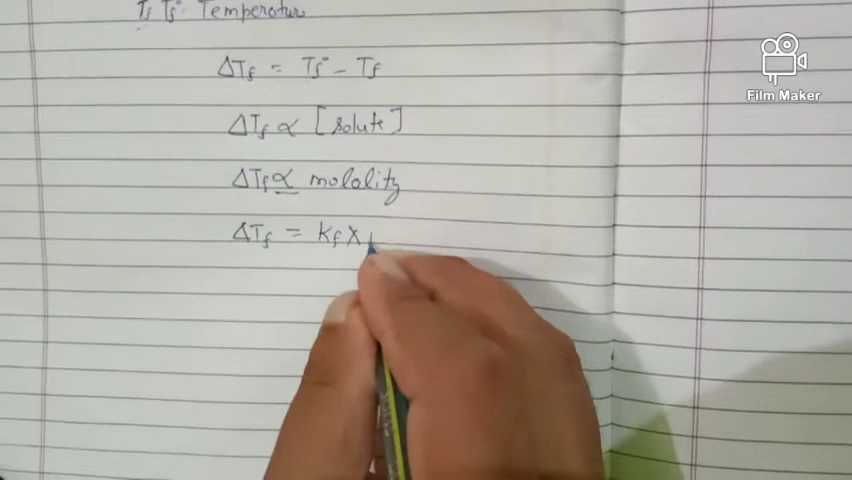 Tf Tf° Temperature
ΔTf = Tf° - Tf
ΔTf ∝ [solute]
ΔTf ∝ molality
ΔTf = Kf x
Film Maker